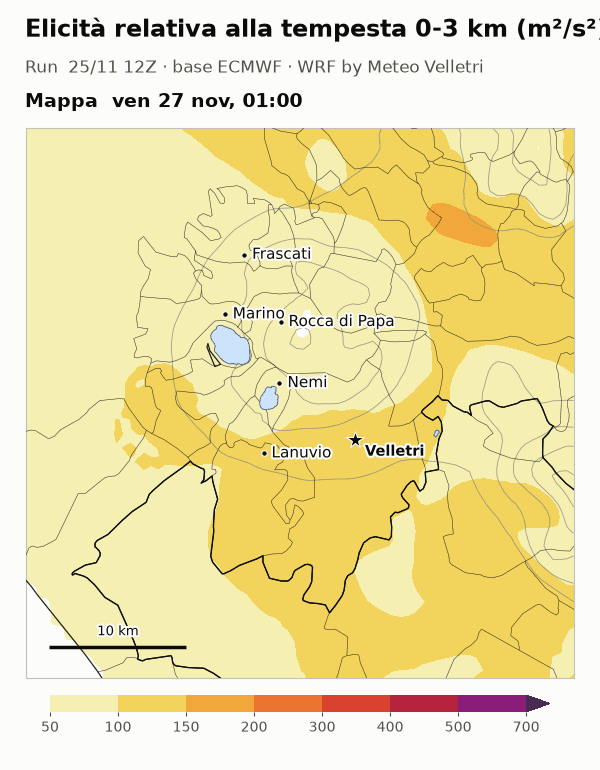 Elicità relativa alla tempesta 0-3 km (m²/s²)
Run 25/11 12Z · base ECMWF · WRF by Meteo Velletri
Mappa ven 27 nov, 01:00
Frascati
Marino
Rocca di Papa
Nemi
Velletri
Lanuvio
10 km
50 100 150 200 300 400 500 700